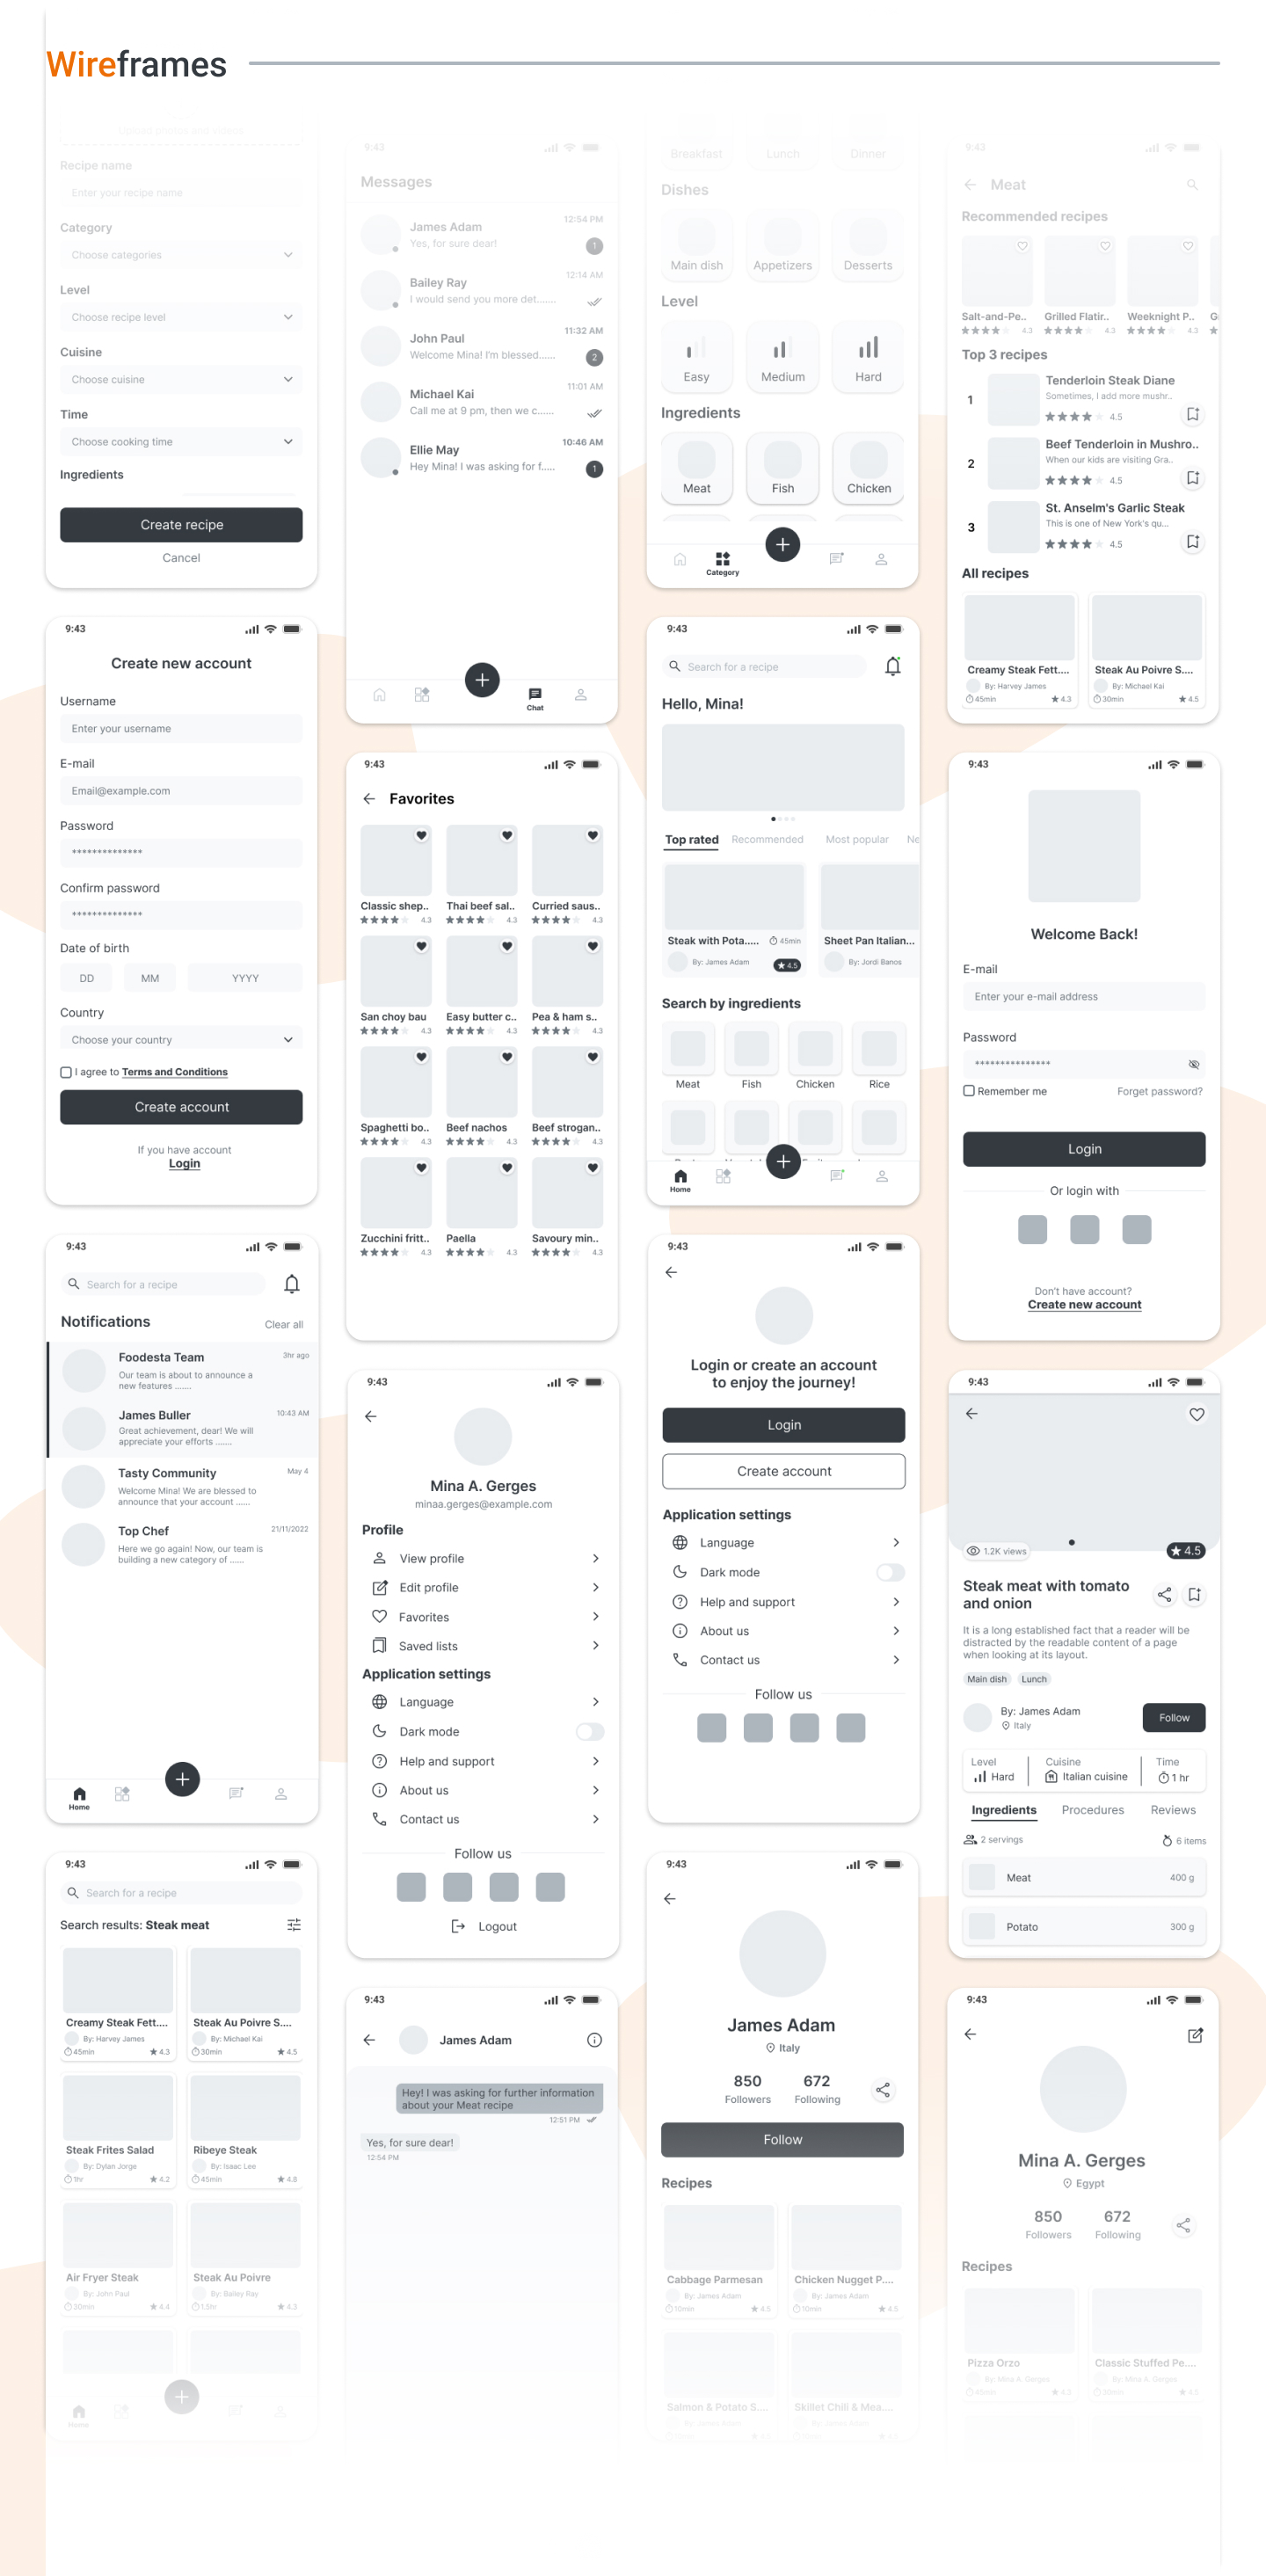 Wireframes
Upload photos and videos
Recipe name
Enter your recipe name
Category
Choose categories
Level
Choose recipe level
Cuisine
Choose cuisine
Time
Choose cooking time
Ingredients
Create recipe
Cancel
9:43
Create new account
Username
Enter your username
E-mail
Email@example.com
Password
**************
Confirm password
**************
Date of birth
DD MM YYYY
Country
Choose your country
I agree to Terms and Conditions
Create account
If you have account
Login
9:43
Search for a recipe
Notifications
Clear all
Foodesta Team 3hr ago
Our team is about to announce a
new features .......
James Buller 10:43 AM
Great achievement, dear! We will
appreciate your efforts .......
Tasty Community May 4
Welcome Mina! We are blessed to
announce that your account ......
Top Chef 21/11/2022
Here we go again! Now, our team is
building a new category of ......
Home
9:43
Search for a recipe
Search results: Steak meat
Creamy Steak Fett.... Steak Au Poivre S....
By: Harvey James By: Michael Kai
45min 4.3 30min 4.5
Steak Frites Salad Ribeye Steak
By: Dylan Jorge By: Isaac Lee
1hr 4.2 45min 4.8
Air Fryer Steak Steak Au Poivre
By: John Paul By: Bailey Ray
30min 4.4 1.5hr 4.3
Home
9:43
Messages
James Adam 12:54 PM
Yes, for sure dear! 1
Bailey Ray 12:14 AM
I would send you more det......
John Paul 11:32 AM
Welcome Mina! I'm blessed...... 2
Michael Kai 11:01 AM
Call me at 9 pm, then we c......
Ellie May 10:46 AM
Hey Mina! I was asking for f..... 1
Chat
9:43
Favorites
Classic shep.. Thai beef sal.. Curried saus..
4.3 4.3 4.3
San choy bau Easy butter c.. Pea & ham s..
4.3 4.3 4.3
Spaghetti bo.. Beef nachos Beef strogan..
4.3 4.3 4.3
Zucchini fritt.. Paella Savoury min..
4.3 4.3 4.3
9:43
Mina A. Gerges
minaa.gerges@example.com
Profile
View profile
Edit profile
Favorites
Saved lists
Application settings
Language
Dark mode
Help and support
About us
Contact us
Follow us
Logout
9:43
James Adam
Hey! I was asking for further information
about your Meat recipe
12:51 PM
Yes, for sure dear!
12:54 PM
Breakfast Lunch Dinner
Dishes
Main dish Appetizers Desserts
Level
Easy Medium Hard
Ingredients
Meat Fish Chicken
Category
9:43
Search for a recipe
Hello, Mina!
Top rated Recommended Most popular Ne
Steak with Pota..... 45min Sheet Pan Italian...
By: James Adam 4.5 By: Jordi Banos
Search by ingredients
Meat Fish Chicken Rice
Home
9:43
Login or create an account
to enjoy the journey!
Login
Create account
Application settings
Language
Dark mode
Help and support
About us
Contact us
Follow us
9:43
James Adam
Italy
850 672
Followers Following
Follow
Recipes
Cabbage Parmesan Chicken Nugget P....
By: James Adam By: James Adam
10min 4.5 10min 4.5
Salmon & Potato S.... Skillet Chili & Mea....
By: James Adam By: James Adam
9:43
Meat
Recommended recipes
Salt-and-Pe.. Grilled Flatir.. Weeknight P.. G
4.3 4.3 4.3
Top 3 recipes
1 Tenderloin Steak Diane
Sometimes, I add more mushr..
4.5
2 Beef Tenderloin in Mushro..
When our kids are visiting Gra..
4.5
3 St. Anselm's Garlic Steak
This is one of New York's qu...
4.5
All recipes
Creamy Steak Fett.... Steak Au Poivre S....
By: Harvey James By: Michael Kai
45min 4.3 30min 4.5
9:43
Welcome Back!
E-mail
Enter your e-mail address
Password
***************
Remember me Forget password?
Login
Or login with
Don't have account?
Create new account
9:43
1.2K views 4.5
Steak meat with tomato
and onion
It is a long established fact that a reader will be
distracted by the readable content of a page
when looking at its layout.
Main dish Lunch
By: James Adam
Italy
Follow
Level Cuisine Time
Hard Italian cuisine 1 hr
Ingredients Procedures Reviews
2 servings 6 items
Meat 400 g
Potato 300 g
9:43
Mina A. Gerges
Egypt
850 672
Followers Following
Recipes
Pizza Orzo Classic Stuffed Pe....
By: Mina A. Gerges By: Mina A. Gerges
45min 4.3 30min 4.5